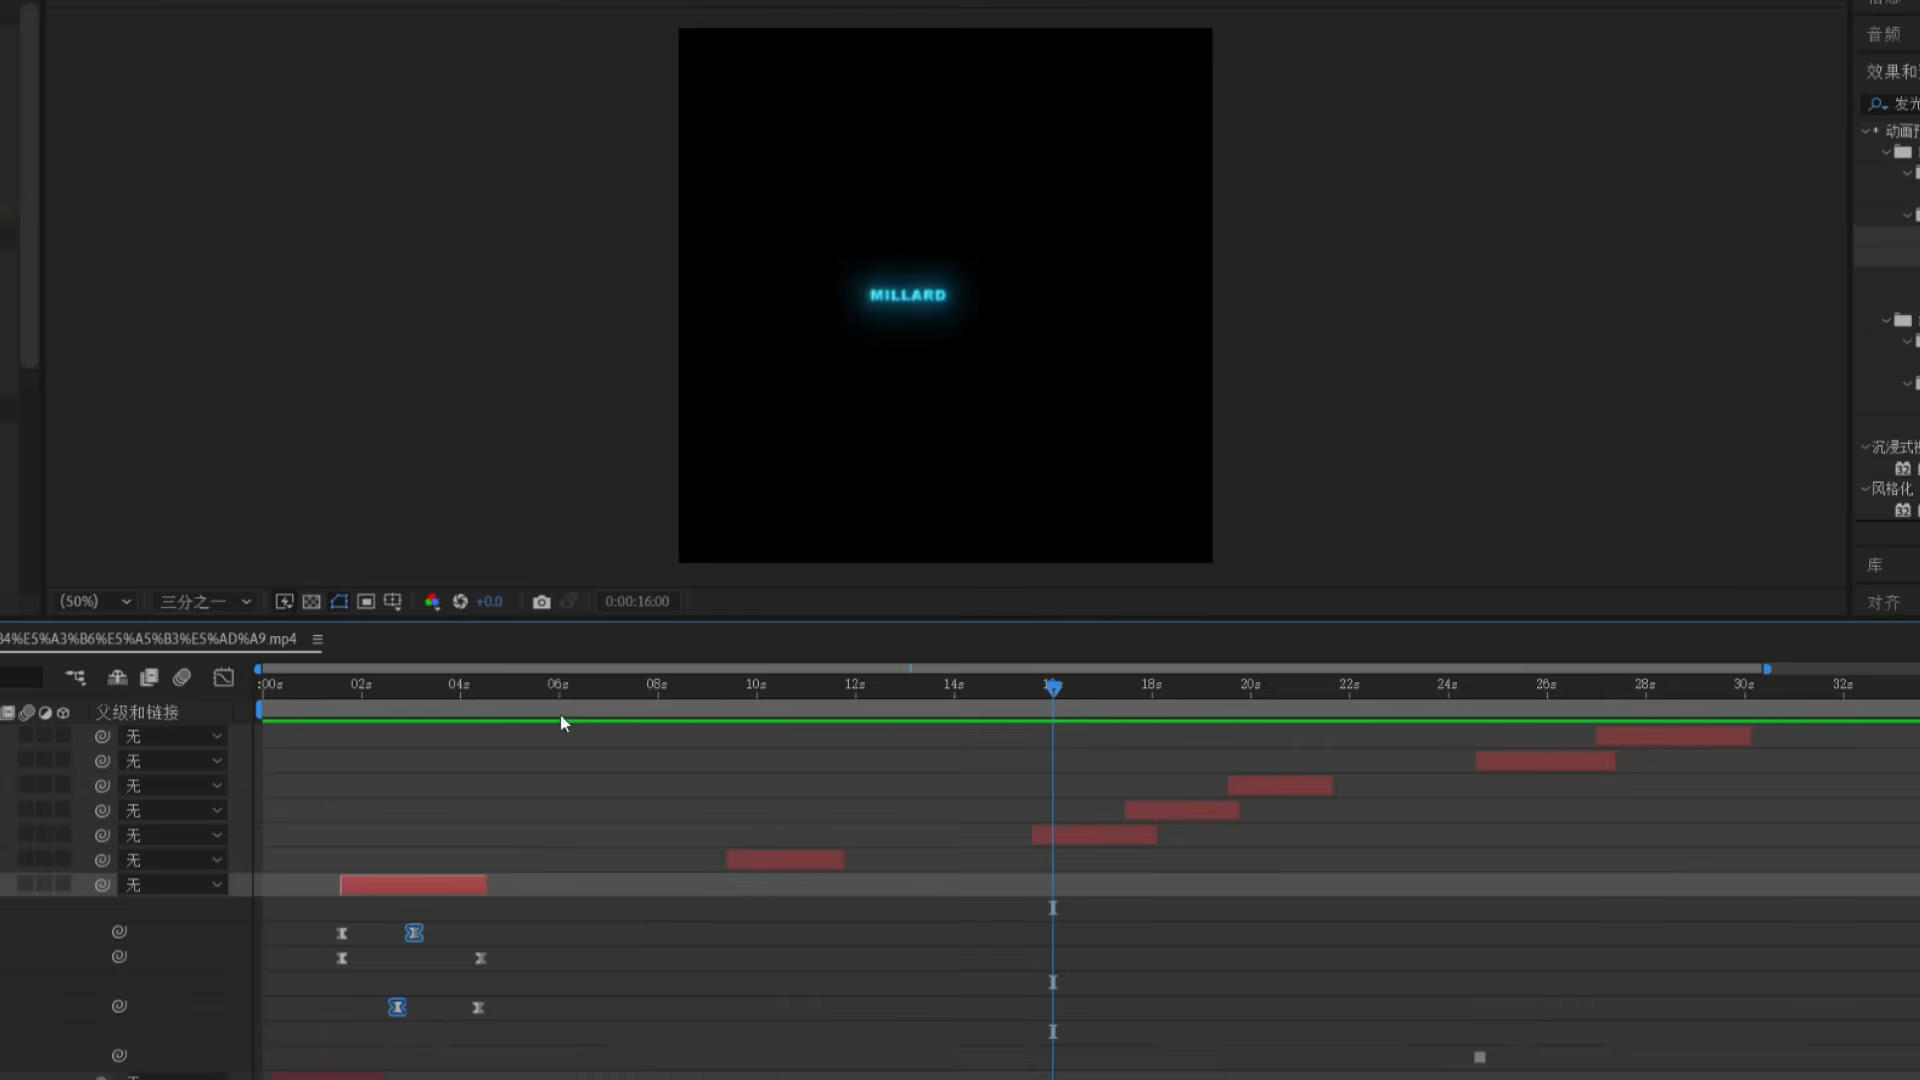 音频
效果和
发光
MILLARD
沉浸式
32
风格化
32
库
对齐
(50%)
三分之一
+0.0
0:00:16:00
34%E5%A3%B6%E5%A5%B3%E5%AD%A9.mp4
:00s 02s 04s 06s 08s 10s 12s 14s 18s 20s 22s 24s 26s 28s 30s 32s
父级和链接
无
无
无
无
无
无
无